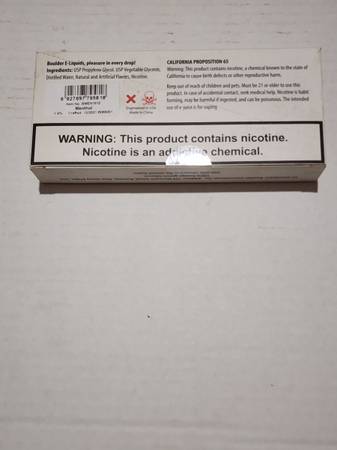 Boulder E-Liquids, pleasure in every drop!
Ingredients: USP Propylene Glycol, USP Vegetable Glycerin,
Distilled Water, Natural and Artificial Flavors, Nicotine.
Menthol
Made in China
CALIFORNIA PROPOSITION 65
Warning: This product contains nicotine, a chemical known to the state of
California to cause birth defects or other reproductive harm.
Keep out of reach of children and pets. Must be 21 or older to use this
product. In case of accidental contact, seek medical help. Nicotine is habit
forming, may be harmful if ingested, and can be poisonous. The intended
use of e-juice is for vaping
WARNING: This product contains nicotine.
Nicotine is an chemical.